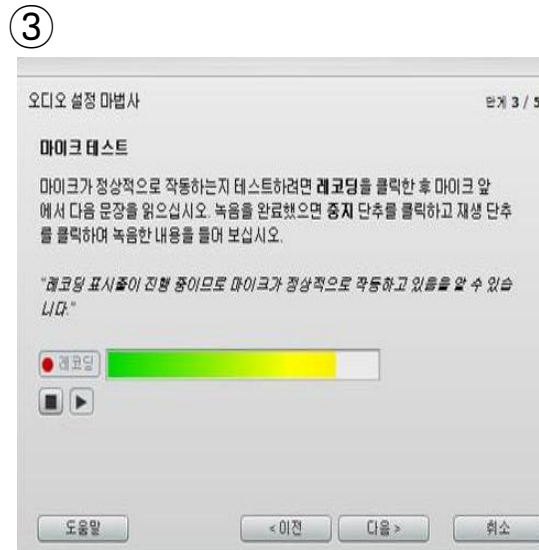 ③
오디오 설정 마법사
단계 3 / 5
마이크 테스트
마이크가 정상적으로 작동하는지 테스트하려면 레코딩을 클릭한 후 마이크 앞
에서 다음 문장을 읽으십시오. 녹음을 완료했으면 중지 단추를 클릭하고 재생 단추
를 클릭하여 녹음한 내용을 들어 보십시오.
"레코딩 표시줄이 진행 중이므로 마이크가 정상적으로 작동하고 있음을 알 수 있습
니다."
레코딩
도움말
< 이전
다음 >
취소